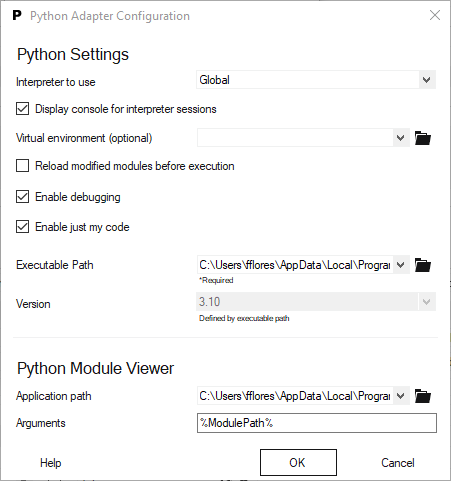 P Python Adapter Configuration
Python Settings
Interpreter to use Global
Display console for interpreter sessions
Virtual environment (optional)
Reload modified modules before execution
Enable debugging
Enable just my code
Executable Path C:\Users\fflores\AppData\Local\Progra
*Required
Version 3.10
Defined by executable path
Python Module Viewer
Application path C:\Users\fflores\AppData\Local\Progra
Arguments %ModulePath%
Help OK Cancel